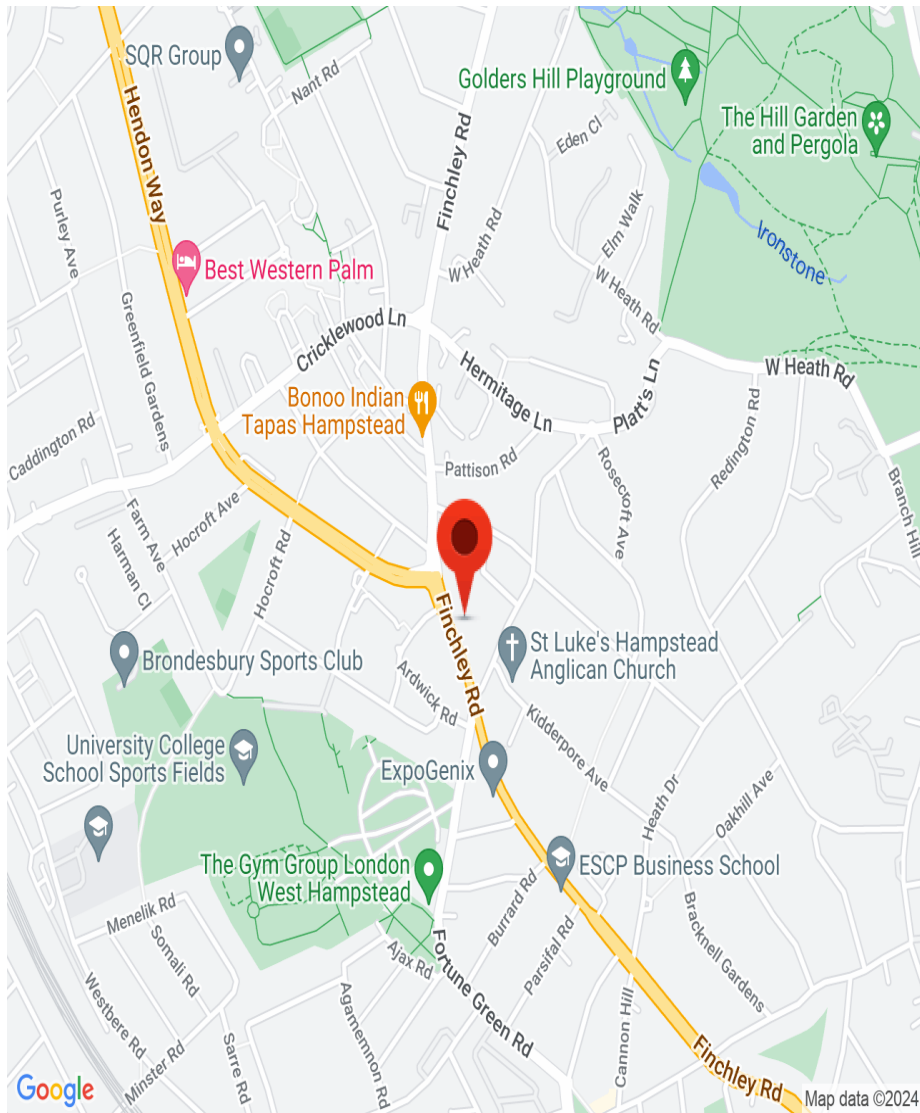 SQR Group
Nant Rd
Golders Hill Playground
The Hill Garden
and Pergola
Hendon Way
Finchley Rd
Eden Cl
Purley Ave
W Heath Rd
Elm Walk
Ironstone
Best Western Palm
W Heath Rd
Greenfield Gardens
Cricklewood Ln
Hermitage Ln
Platt's Ln
W Heath Rd
Bonoo Indian
Tapas Hampstead
Redington Rd
Caddington Rd
Pattison Rd
Rosecroft Ave
Branch Hill
Farm Ave
Hocroft Ave
Harman Cl
Hocroft Rd
Finchley Rd
St Luke's Hampstead
Anglican Church
Brondesbury Sports Club
Ardwick Rd
Kidderpore Ave
University College
School Sports Fields
ExpoGenix
Heath Dr
Oakhill Ave
The Gym Group London
West Hampstead
ESCP Business School
Menelik Rd
Burrard Rd
Bracknell Gardens
Somali Rd
Ajax Rd
Fortune Green Rd
Parsifal Rd
Westbere Rd
Agamemnon Rd
Cannon Hill
Minster Rd
Sarre Rd
Finchley Rd
Google
Map data ©2024